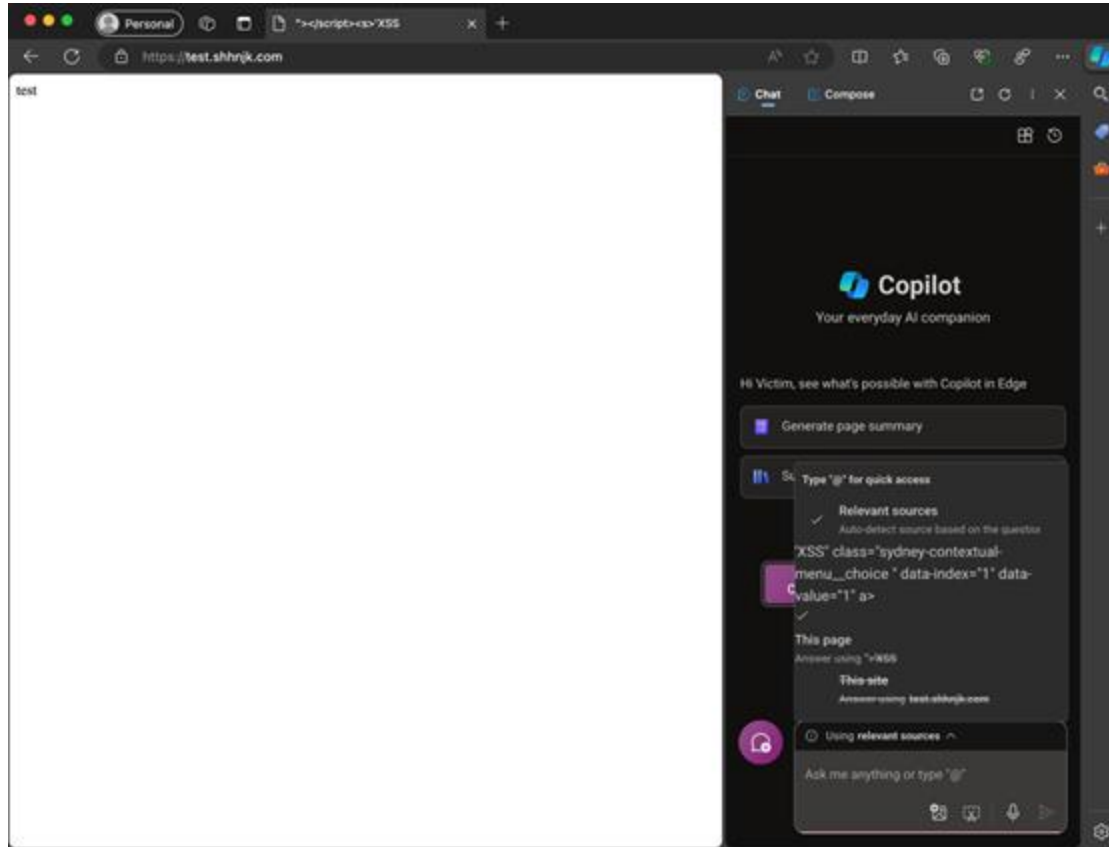 Personal
"></script><s>'XSS
https://test.shhnjk.com
test
Chat
Compose
Copilot
Your everyday AI companion
Hi Victim, see what's possible with Copilot in Edge
Generate page summary
Type "@" for quick access
Relevant sources
Auto-detect source based on the question
'XSS" class="sydney-contextual-
menu__choice " data-index="1" data-
value="1" a>
This page
Answer using ">'XSS
This site
Answer using test.shhnjk.com
Using relevant sources
Ask me anything or type "@"